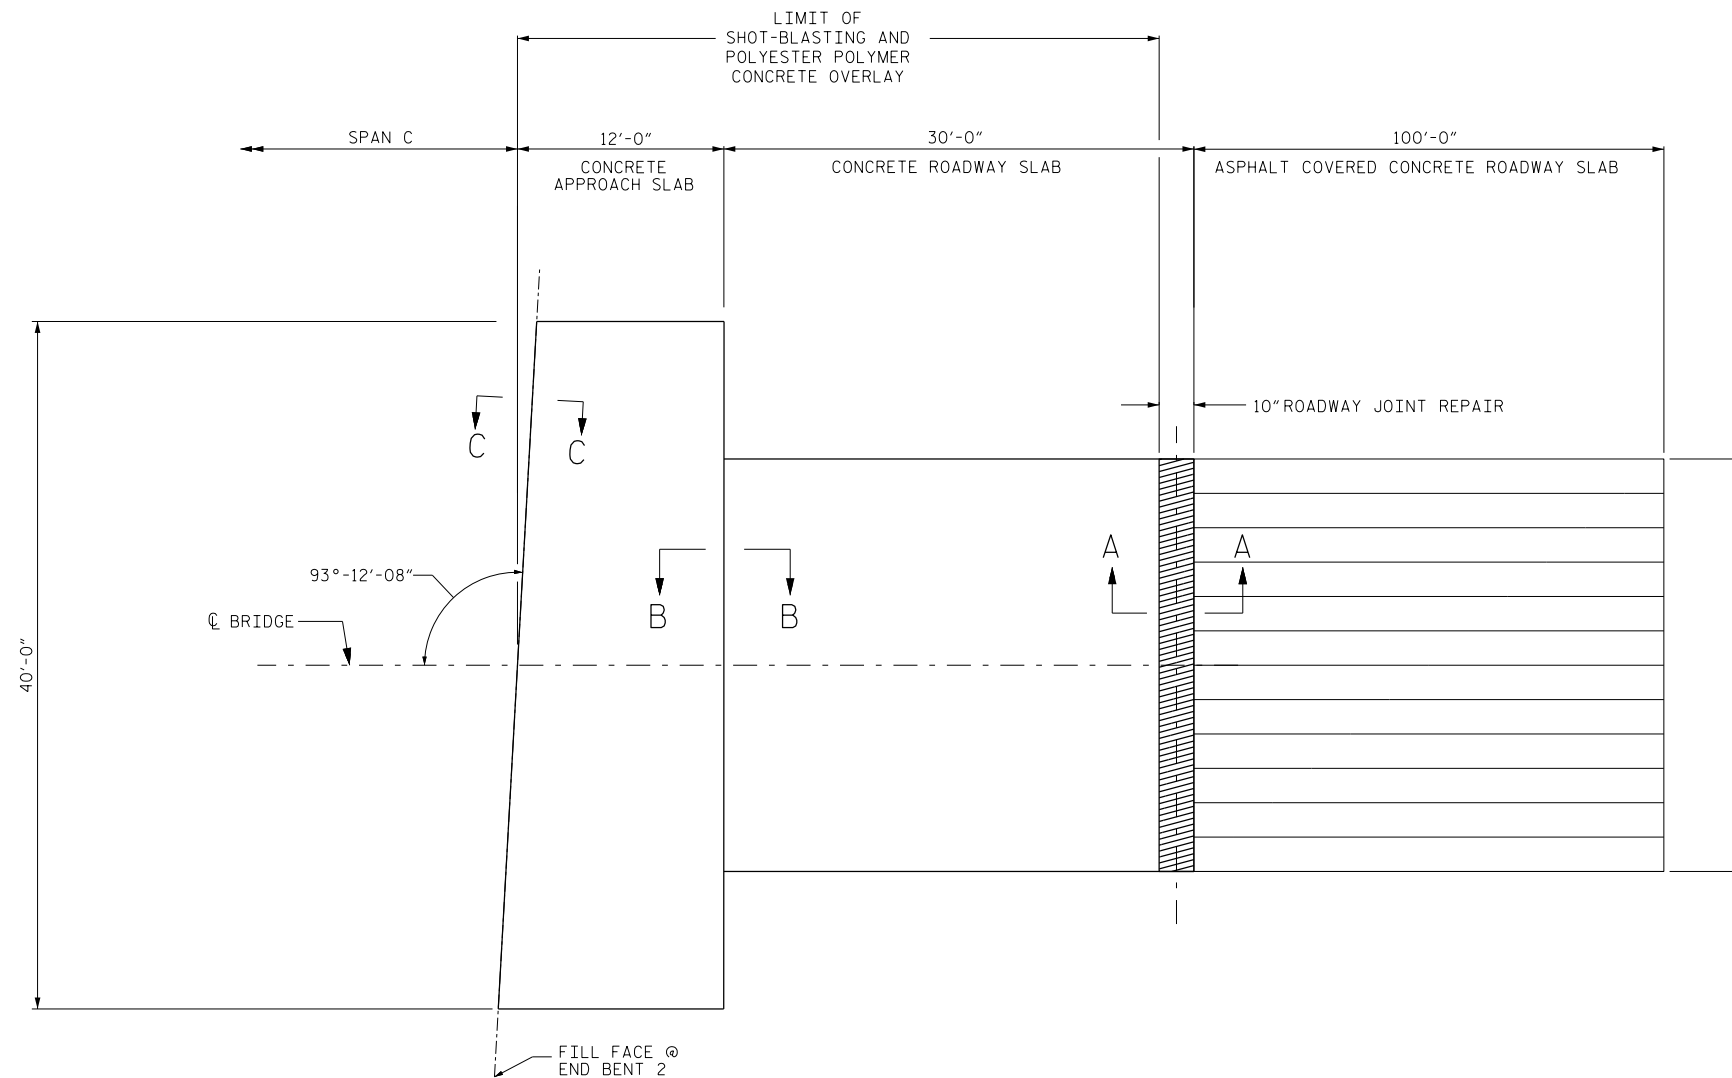 LIMIT OF
SHOT-BLASTING AND
POLYESTER POLYMER
CONCRETE OVERLAY
SPAN C
12'-0"
30'-0"
100'-0"
CONCRETE
APPROACH SLAB
CONCRETE ROADWAY SLAB
ASPHALT COVERED CONCRETE ROADWAY SLAB
10" ROADWAY JOINT REPAIR
C
C
A
A
93°-12'-08"
B
B
℄ BRIDGE
40'-0"
FILL FACE @
END BENT 2